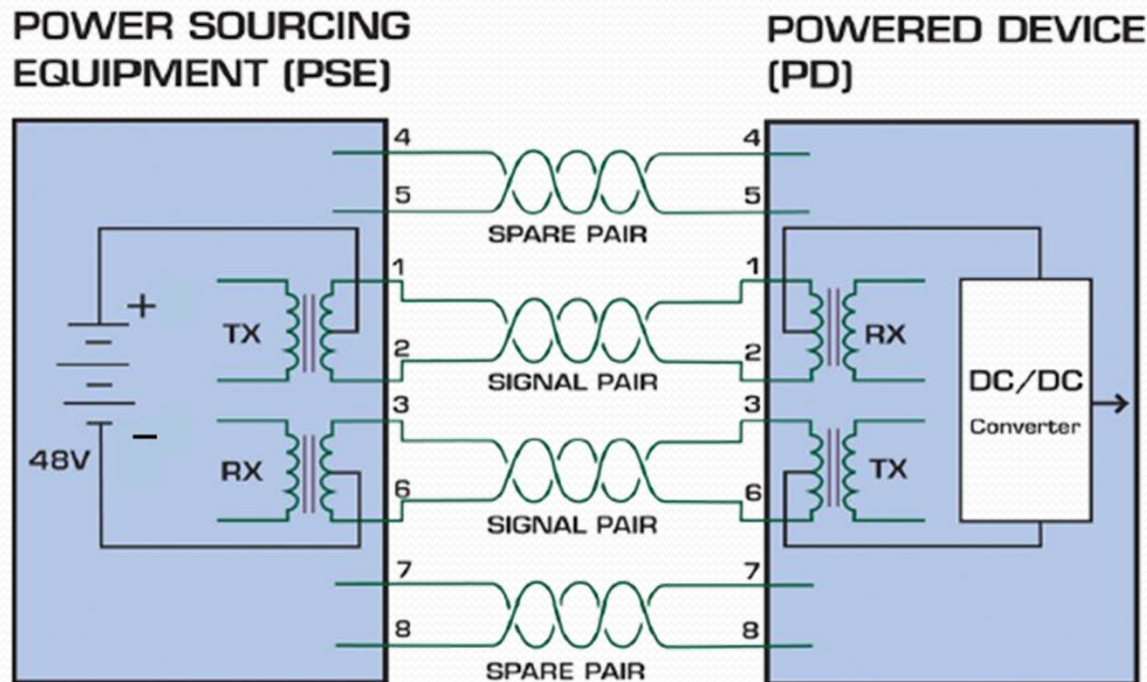 POWER SOURCING
EQUIPMENT (PSE)
POWERED DEVICE
(PD)
4
4
5
5
SPARE PAIR
1
1
+
TX
RX
2
2
SIGNAL PAIR
DC/DC
Converter
3
3
−
48V
RX
TX
6
6
SIGNAL PAIR
7
7
8
8
SPARE PAIR